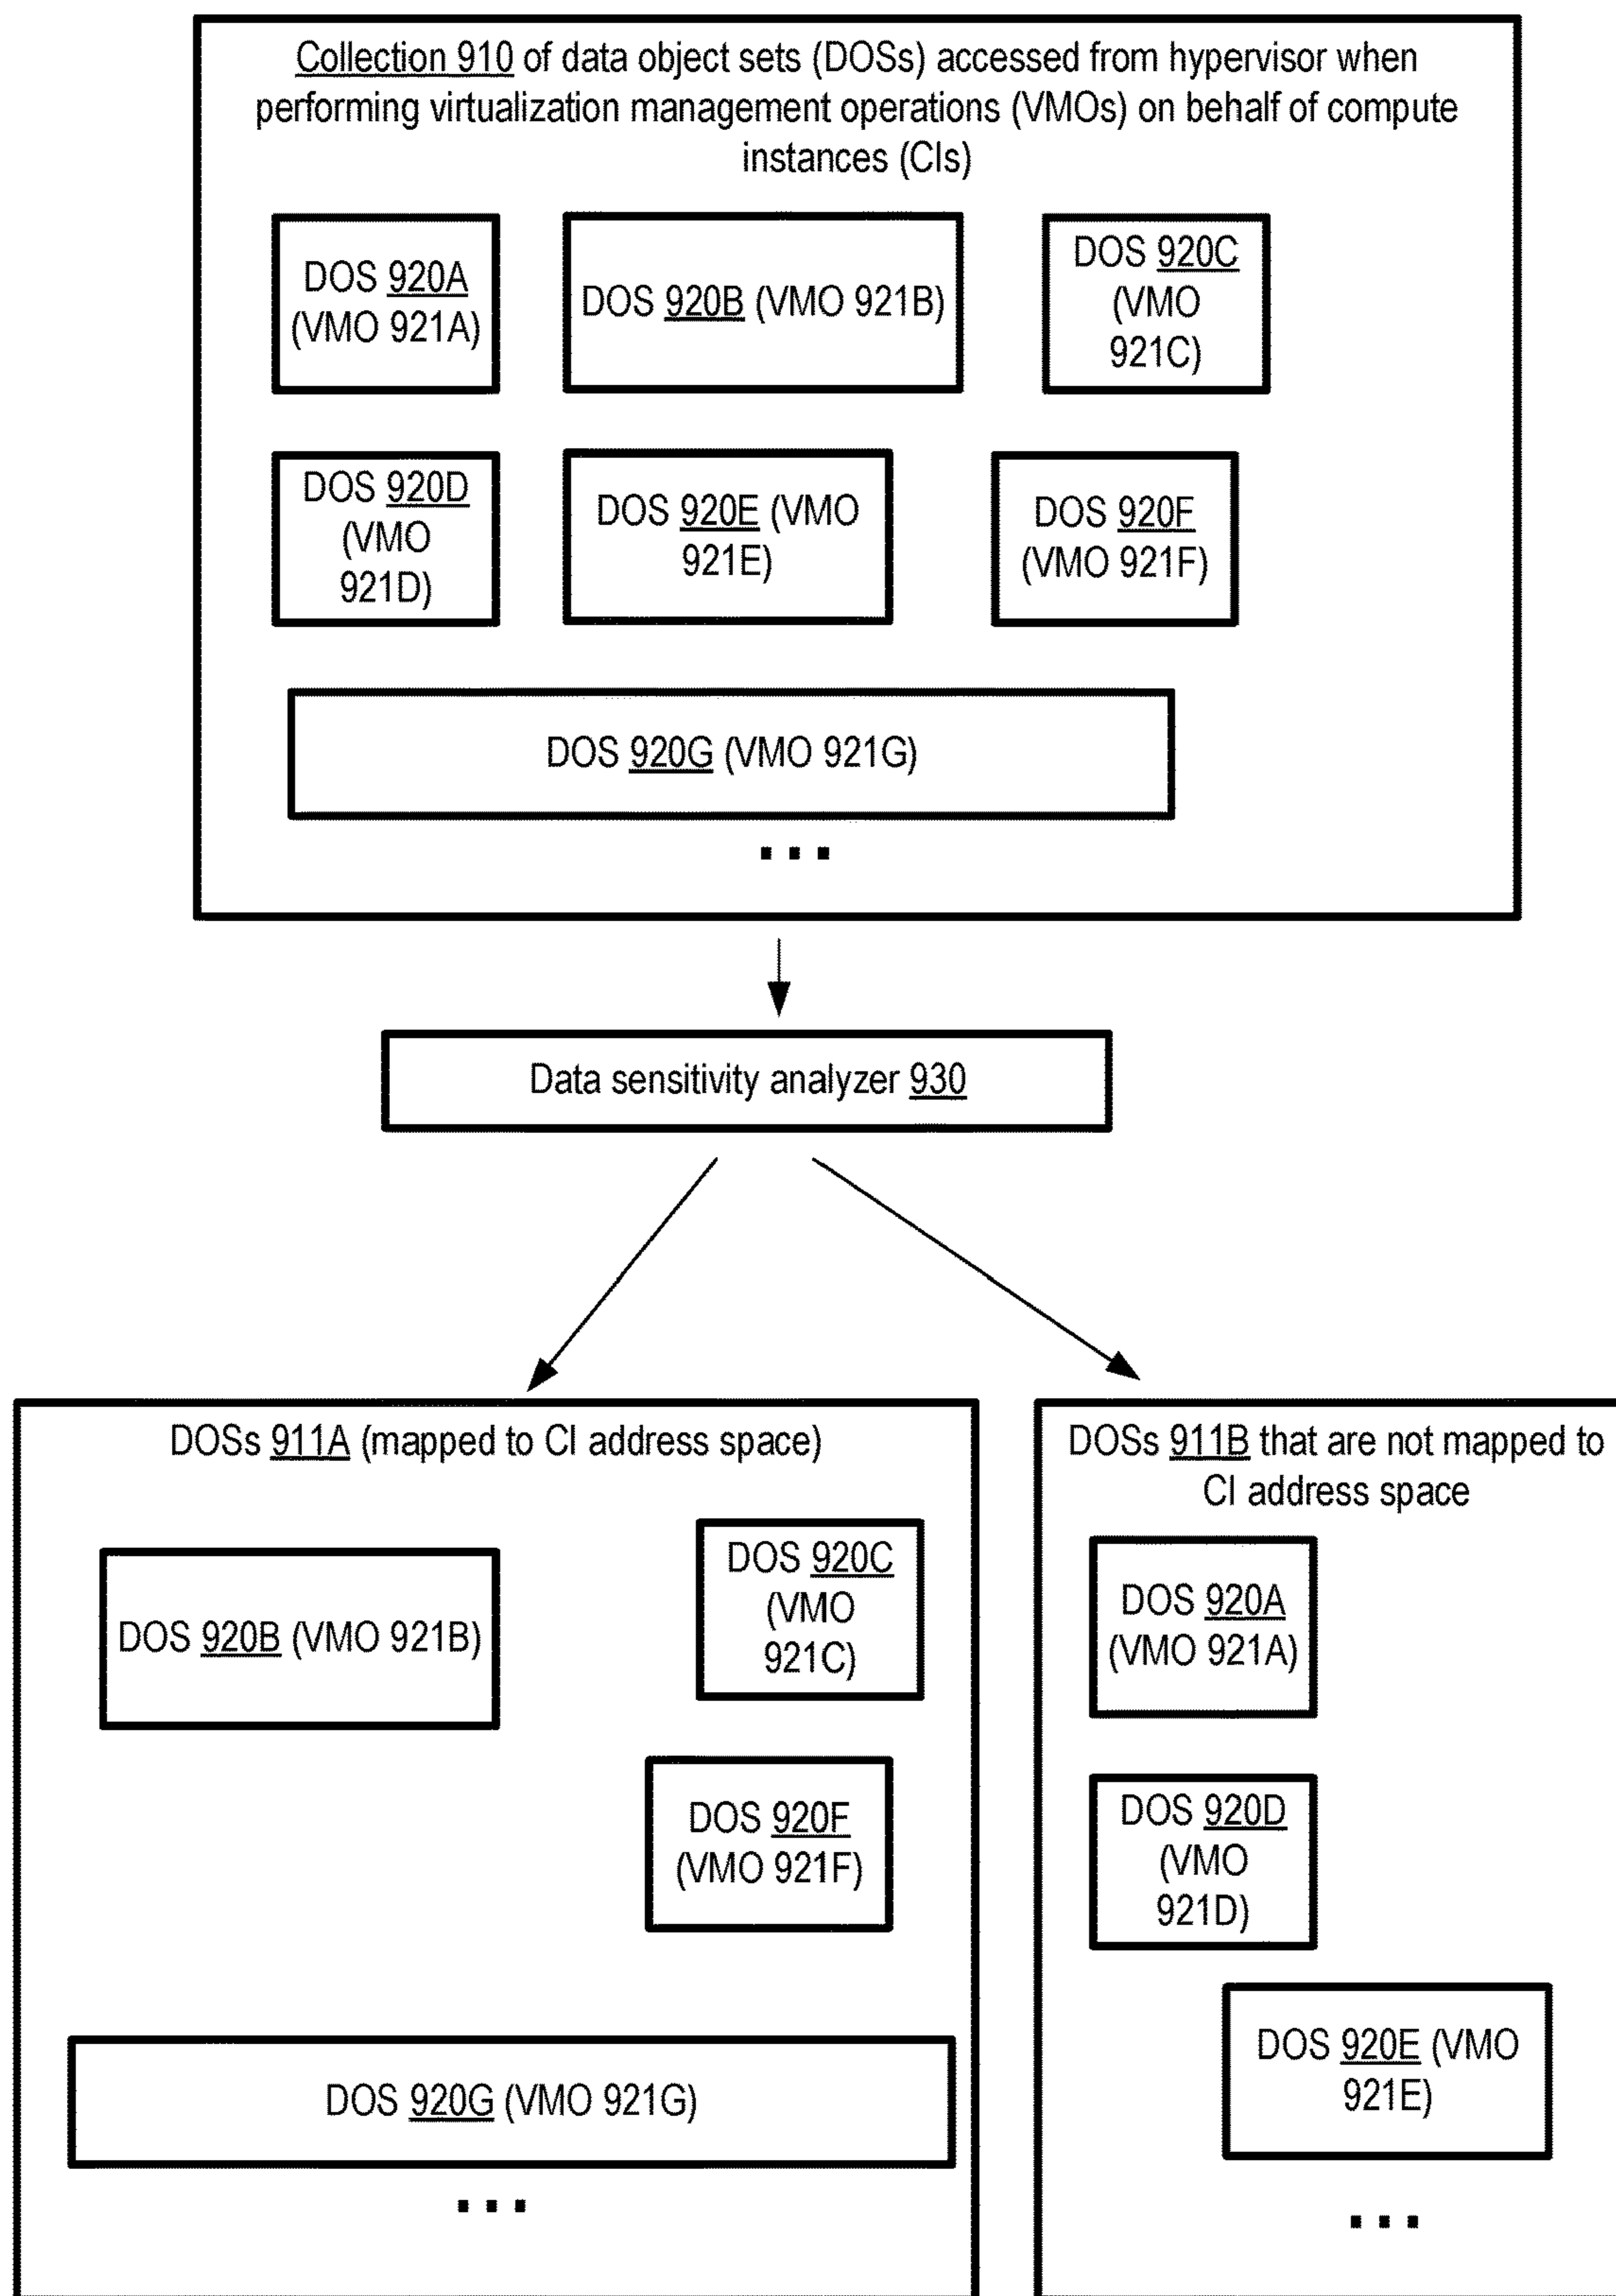 Collection 910 of data object sets (DOSs) accessed from hypervisor when
performing virtualization management operations (VMOs) on behalf of compute
instances (CIs)
DOS 920A
(VMO 921A)
DOS 920B (VMO 921B)
DOS 920C
(VMO
921C)
DOS 920D
(VMO
921D)
DOS 920E (VMO
921E)
DOS 920F
(VMO 921F)
DOS 920G (VMO 921G)
...
Data sensitivity analyzer 930
DOSs 911A (mapped to CI address space)
DOS 920B (VMO 921B)
DOS 920C
(VMO
921C)
DOS 920F
(VMO 921F)
DOS 920G (VMO 921G)
...
DOSs 911B that are not mapped to
CI address space
DOS 920A
(VMO 921A)
DOS 920D
(VMO
921D)
DOS 920E (VMO
921E)
...